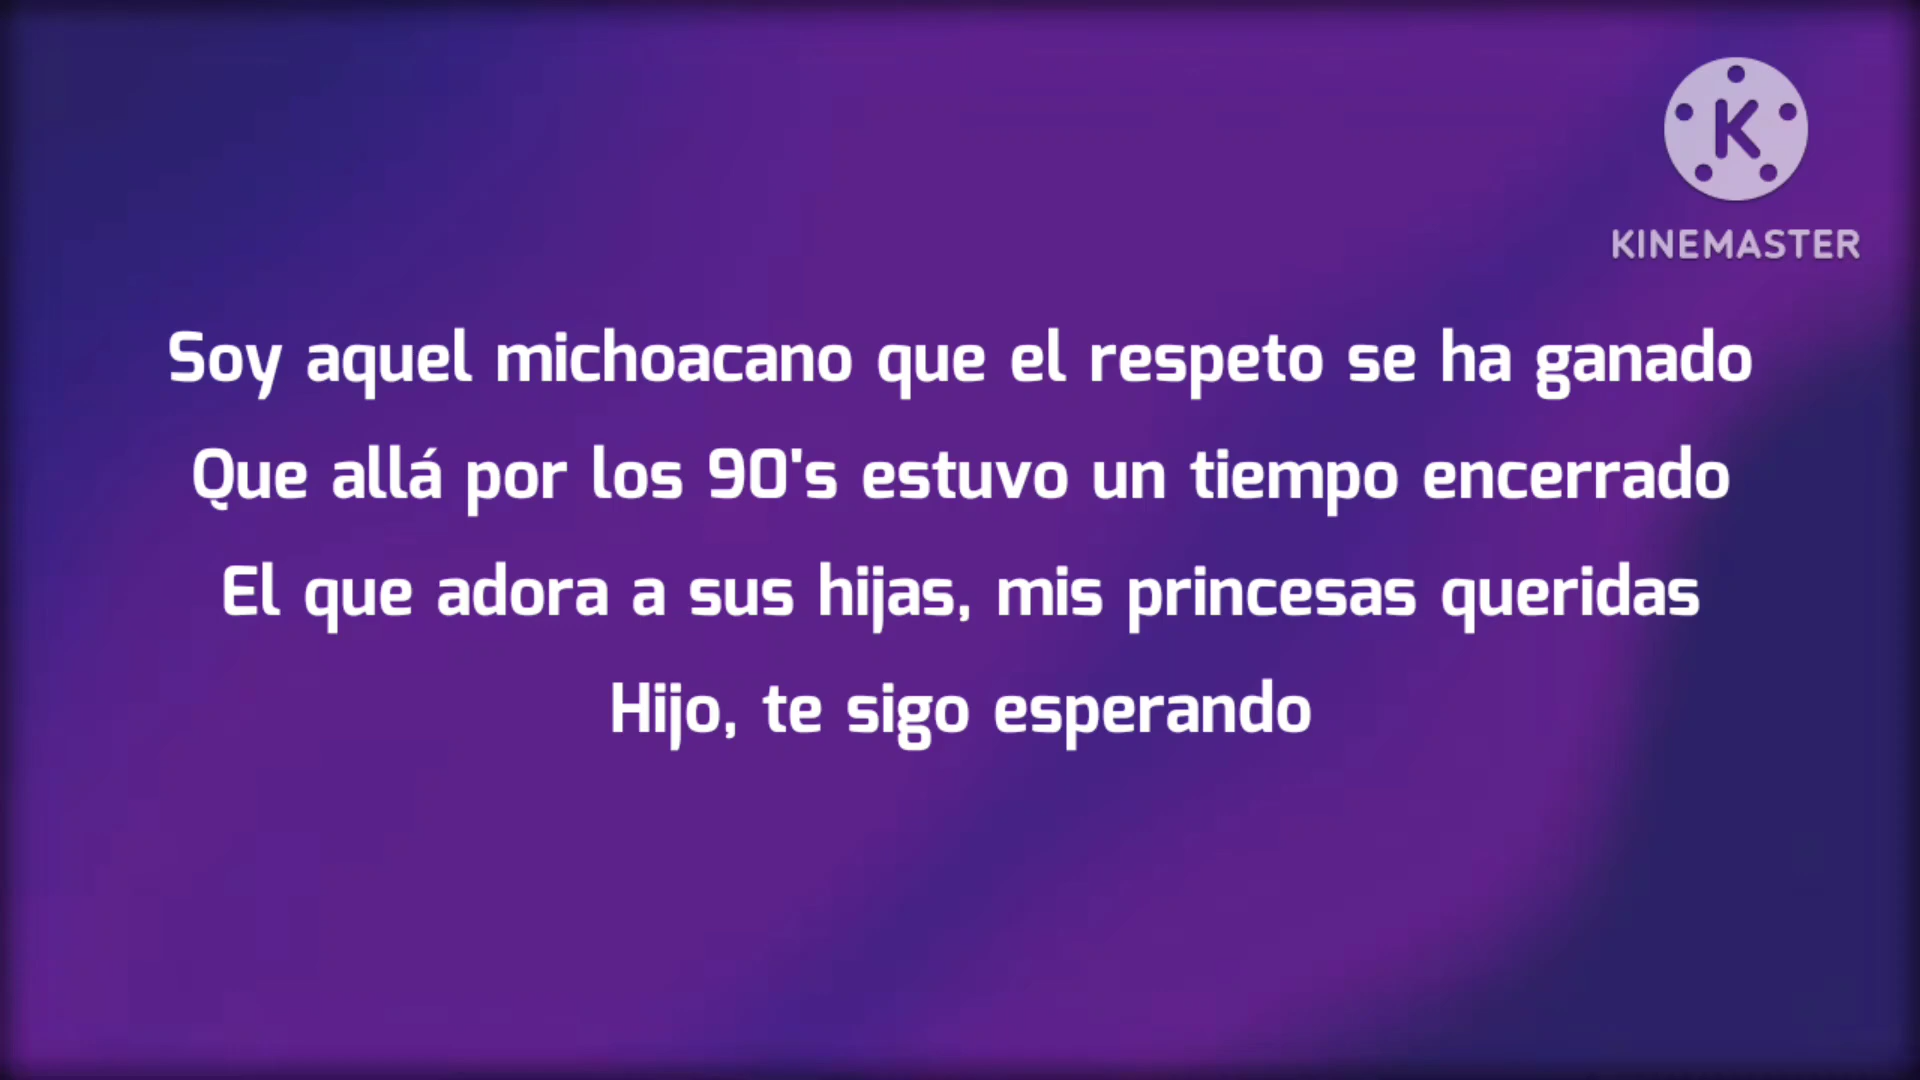 K
KINEMASTER
Soy aquel michoacano que el respeto se ha ganado
Que allá por los 90's estuvo un tiempo encerrado
El que adora a sus hijas, mis princesas queridas
Hijo, te sigo esperando